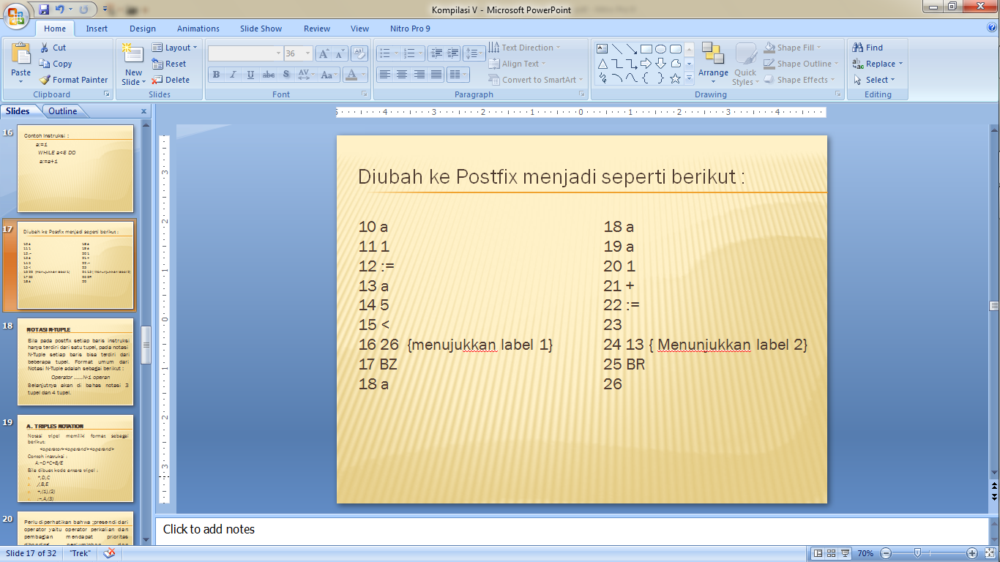 Kompilasi V - Microsoft PowerPoint
Home Insert Design Animations Slide Show Review View Nitro Pro 9
Paste
Cut
Copy
Format Painter
Clipboard
New Slide
Layout
Reset
Delete
Slides
36
Font
Text Direction
Align Text
Convert to SmartArt
Paragraph
Arrange
Quick Styles
Shape Fill
Shape Outline
Shape Effects
Drawing
Find
Replace
Select
Editing
Slides Outline
16
Contoh Instruksi :
a:=1
WHILE a<5 DO
a:=a+1
17
Diubah ke Postfix menjadi seperti berikut :
18
NOTASI N-TUPLE
Bila pada postfix setiap baris instruksi
hanya terdiri dari satu tupel, pada notasi
N-Tuple setiap baris bisa terdiri dari
beberapa tupel. Format umum dari
Notasi N-Tuple adalah sebagai berikut :
Operator ......N-1 operan
Selanjutnya akan di bahas notasi 3
tupel dan 4 tupel.
19
A. TRIPLES NOTATION
Notasi tripel memiliki format sebagai
berikut:
<operator><operand><operand>
Contoh instruksi :
A:=D*C+B/E
Bila dibuat kode antara tripel :
*,D,C
/,B,E
+,(1),(2)
:=,A,(3)
20
Perlu diperhatikan bahwa ;presendi dari
operator yaitu operator perkalian dan
pembagian mendapat prioritas
Diubah ke Postfix menjadi seperti berikut :
10 a
11 1
12 :=
13 a
14 5
15 <
16 26 {menujukkan label 1}
17 BZ
18 a
18 a
19 a
20 1
21 +
22 :=
23
24 13 { Menunjukkan label 2}
25 BR
26
Click to add notes
Slide 17 of 32 "Trek" 70%